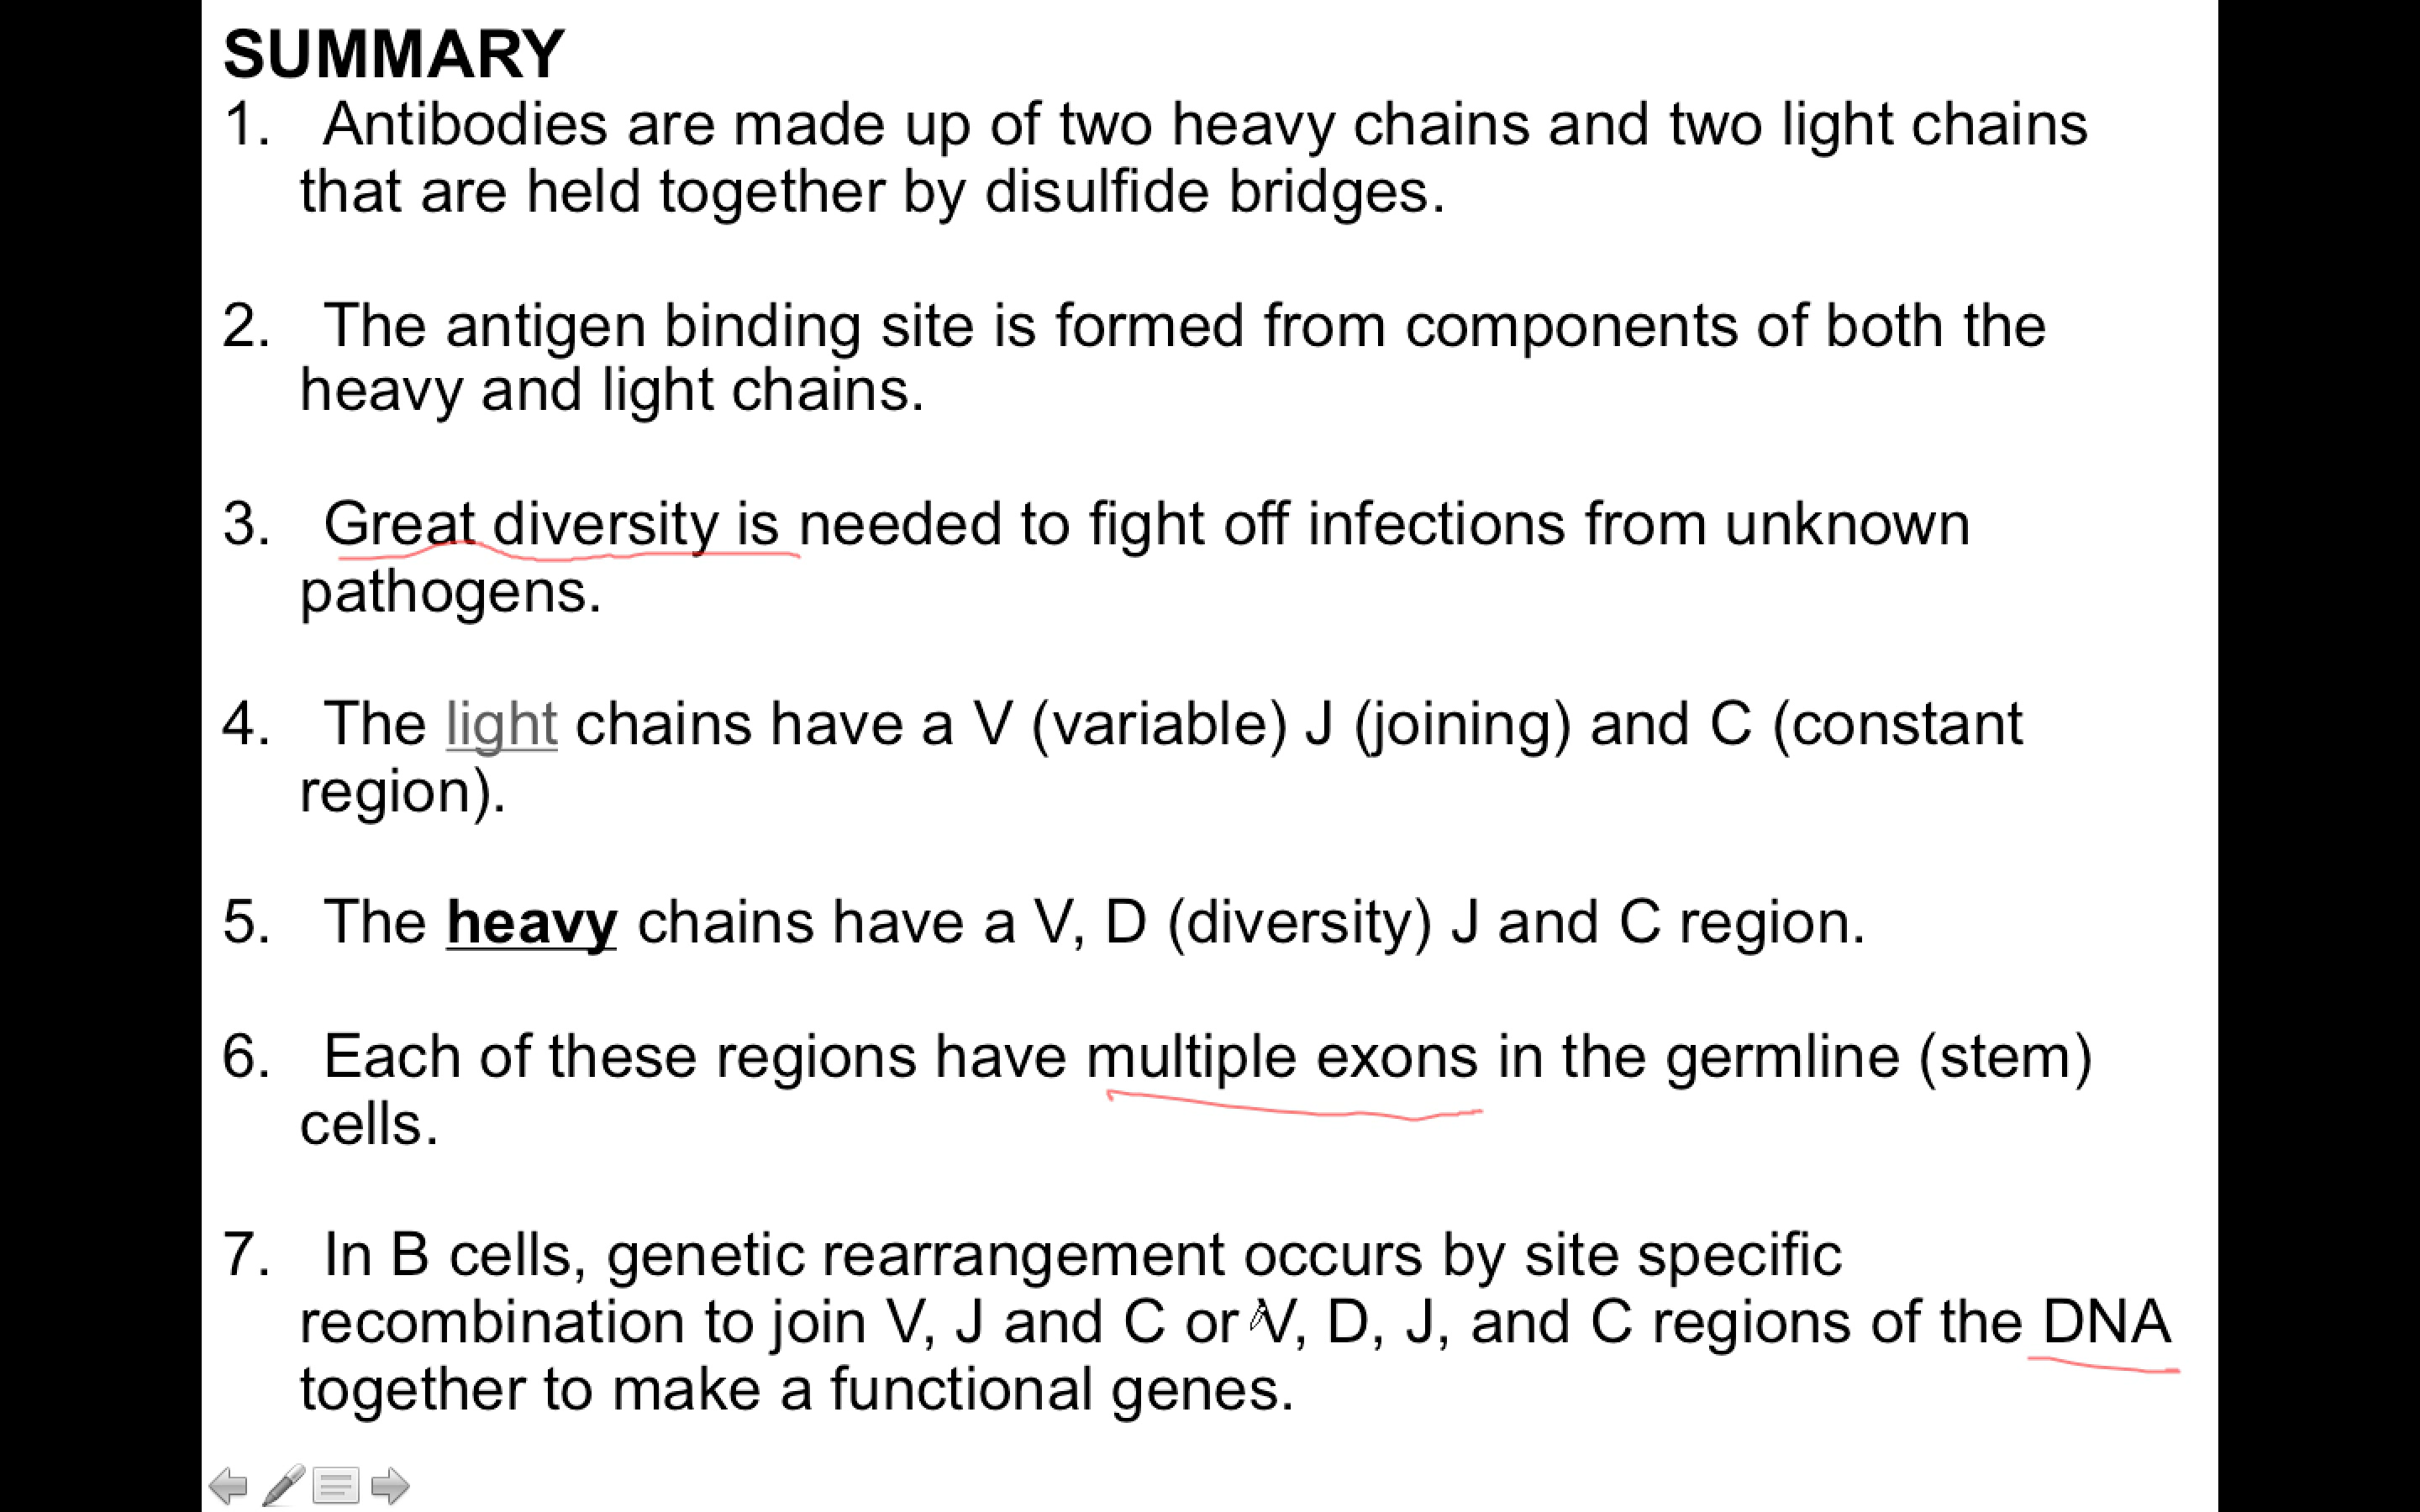 SUMMARY
1. Antibodies are made up of two heavy chains and two light chains
that are held together by disulfide bridges.
2. The antigen binding site is formed from components of both the
heavy and light chains.
3. Great diversity is needed to fight off infections from unknown
pathogens.
4. The light chains have a V (variable) J (joining) and C (constant
region).
5. The heavy chains have a V, D (diversity) J and C region.
6. Each of these regions have multiple exons in the germline (stem)
cells.
7. In B cells, genetic rearrangement occurs by site specific
recombination to join V, J and C or V, D, J, and C regions of the DNA
together to make a functional genes.